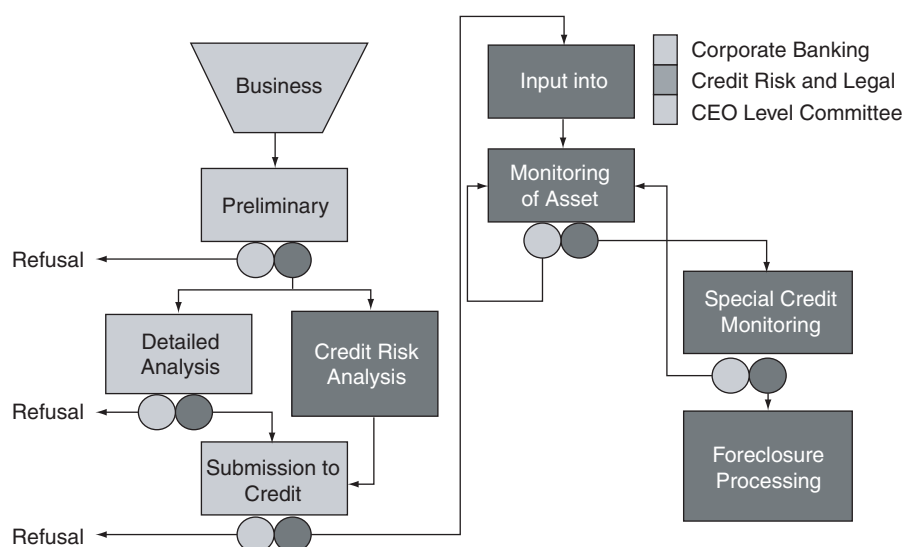 Business
Preliminary
Refusal
Detailed
Analysis
Credit Risk
Analysis
Refusal
Submission to
Credit
Refusal
Input into
Monitoring
of Asset
Special Credit
Monitoring
Foreclosure
Processing
Corporate Banking
Credit Risk and Legal
CEO Level Committee